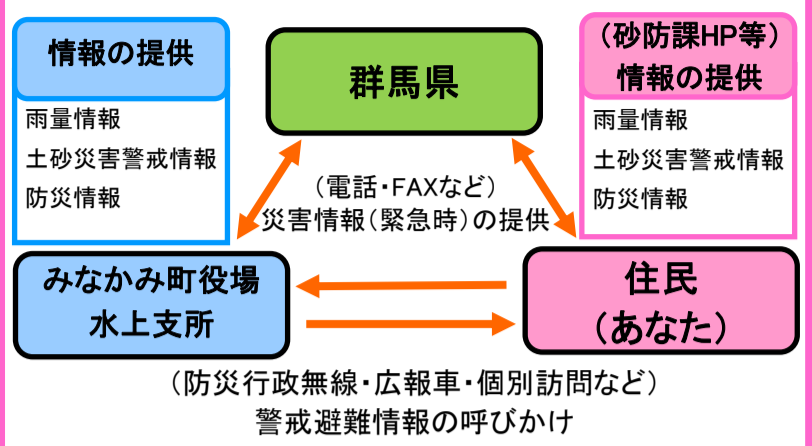 情報の提供
雨量情報
土砂災害警戒情報
防災情報
群馬県
（砂防課HP等）
情報の提供
雨量情報
土砂災害警戒情報
防災情報
（電話・FAXなど）
災害情報（緊急時）の提供
みなかみ町役場
水上支所
住民
（あなた）
（防災行政無線・広報車・個別訪問など）
警戒避難情報の呼びかけ